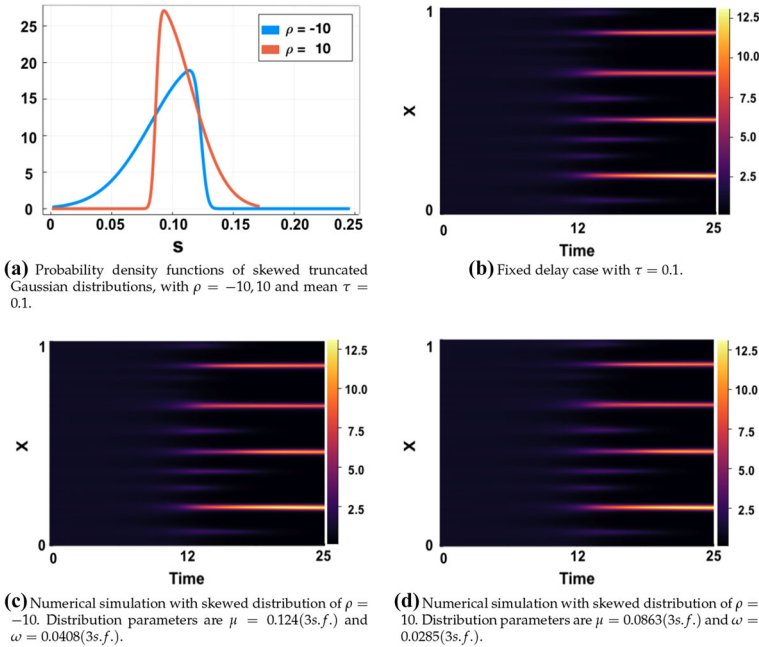 25
20
15
10
5
0
0.00 0.05 0.10 0.15 0.20 0.25
S
ρ = -10
ρ = 10
(a) Probability density functions of skewed truncated
Gaussian distributions, with ρ = −10, 10 and mean τ =
0.1.
1
X
0
0 12 25
Time
12.5
10.0
7.5
5.0
2.5
(b) Fixed delay case with τ = 0.1.
1
X
0
0 12 25
Time
12.5
10.0
7.5
5.0
2.5
(c) Numerical simulation with skewed distribution of ρ =
−10. Distribution parameters are μ = 0.124(3s.f.) and
ω = 0.0408(3s.f.).
1
X
0
0 12 25
Time
12.5
10.0
7.5
5.0
2.5
(d) Numerical simulation with skewed distribution of ρ =
10. Distribution parameters are μ = 0.0863(3s.f.) and ω =
0.0285(3s.f.).